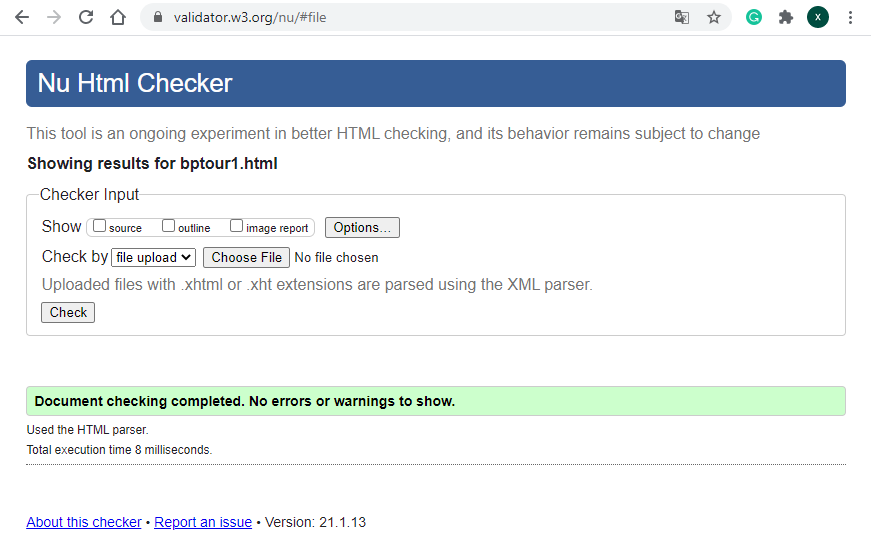 validator.w3.org/nu/#file
X
Nu Html Checker
This tool is an ongoing experiment in better HTML checking, and its behavior remains subject to change
Showing results for bptour1.html
Checker Input
Show source outline image report Options...
Check by file upload Choose File No file chosen
Uploaded files with .xhtml or .xht extensions are parsed using the XML parser.
Check
Document checking completed. No errors or warnings to show.
Used the HTML parser.
Total execution time 8 milliseconds.
About this checker • Report an issue • Version: 21.1.13